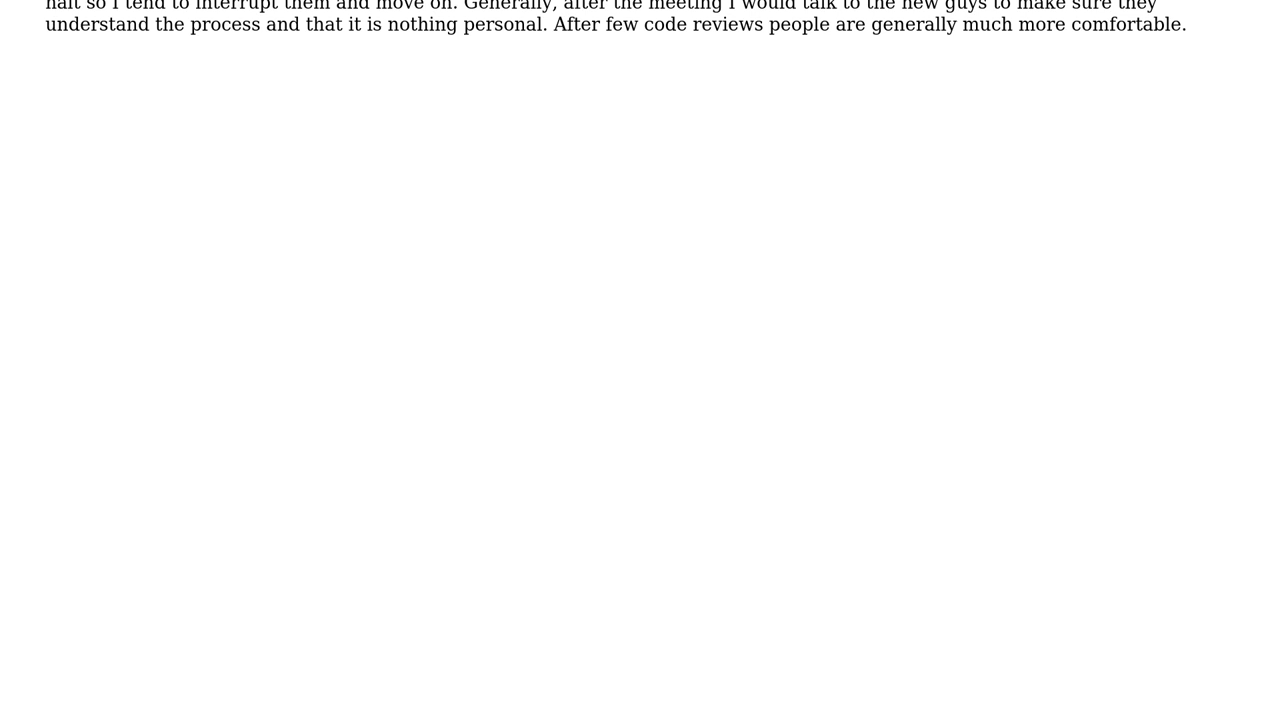 halt so I tend to interrupt them and move on. Generally, after the meeting I would talk to the new guys to make sure they
understand the process and that it is nothing personal. After few code reviews people are generally much more comfortable.